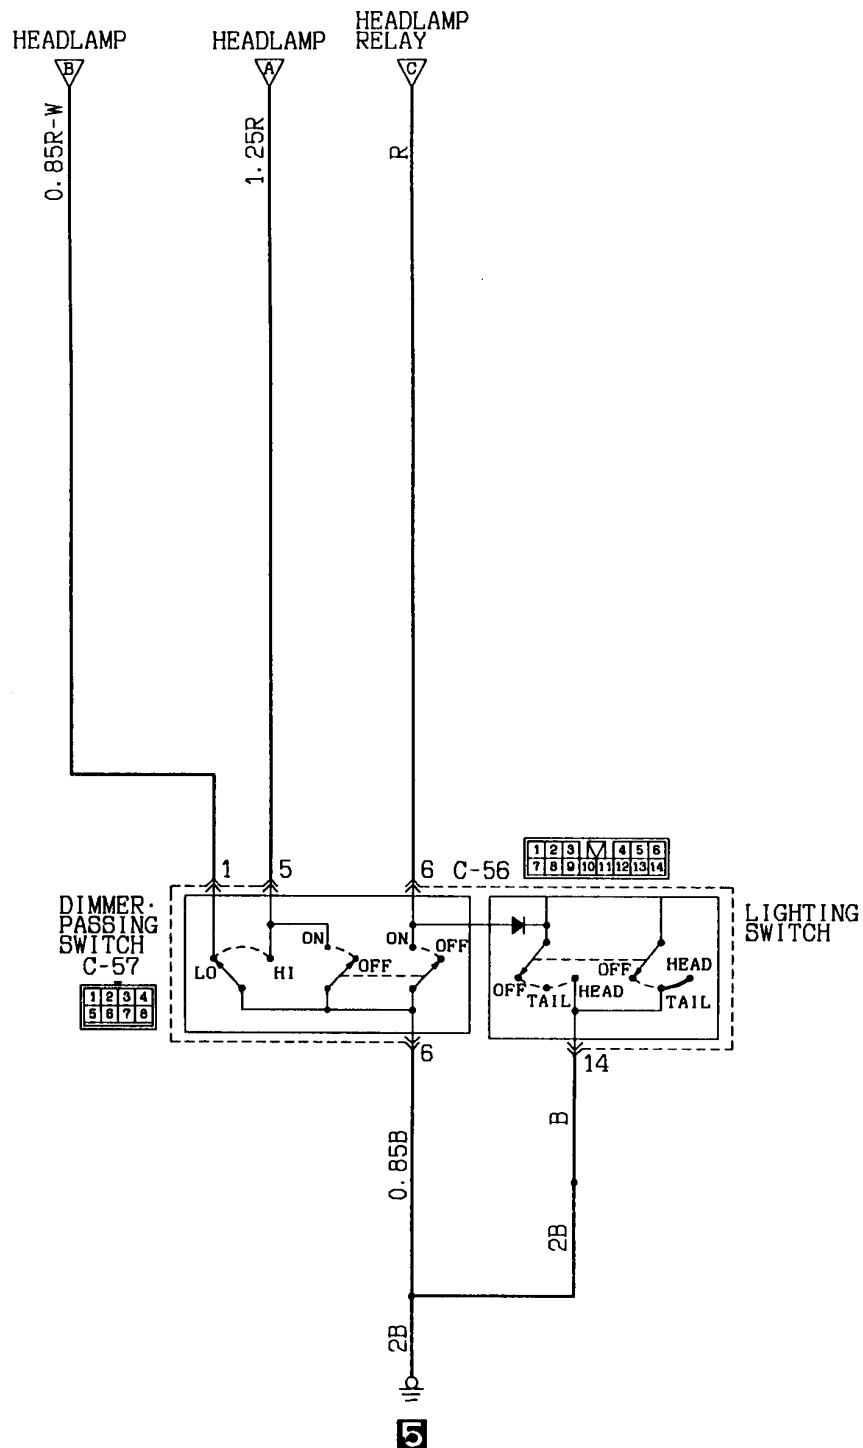 HEADLAMP
HEADLAMP
HEADLAMP
RELAY
B
A
C
0.85R-W
1.25R
R
1
5
6
C-56
1 2 3 4 5 6
7 8 9 10 11 12 13 14
DIMMER·
PASSING
SWITCH
C-57
1 2 3 4
5 6 7 8
LO
HI
ON
OFF
ON
OFF
OFF
TAIL
HEAD
OFF
HEAD
TAIL
LIGHTING
SWITCH
6
14
0.85B
B
2B
2B
5